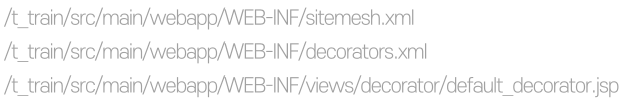 /t_train/src/main/webapp/WEB-INF/sitemesh.xml
/t_train/src/main/webapp/WEB-INF/decorators.xml
/t_train/src/main/webapp/WEB-INF/views/decorator/default_decorator.jsp